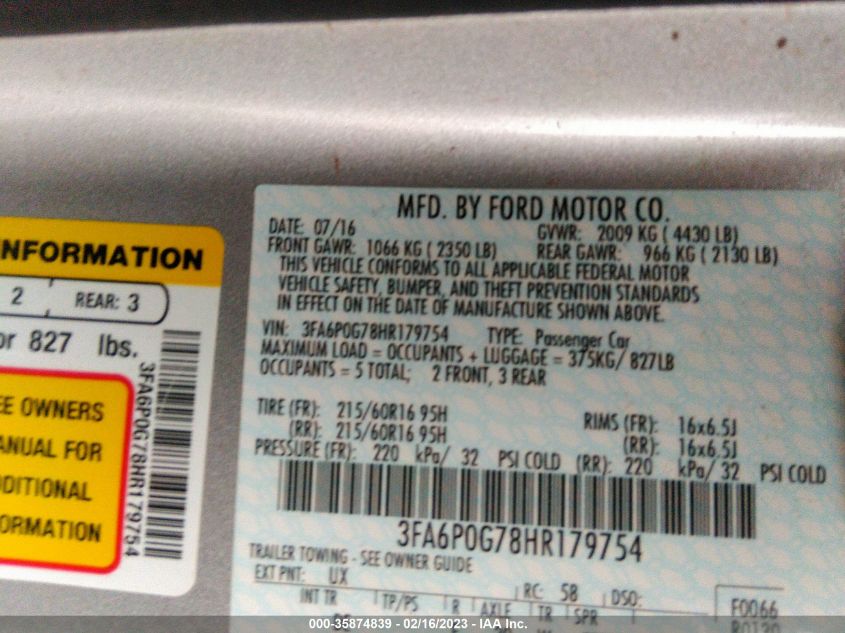 NFORMATION
2 REAR: 3
or 827 lbs.
EE OWNERS
ANUAL FOR
DDITIONAL
ORMATION
3FA6P0G78HR179754
MFD. BY FORD MOTOR CO.
DATE: 07/16 GVWR: 2009 KG ( 4430 LB)
FRONT GAWR: 1066 KG ( 2350 LB) REAR GAWR: 966 KG ( 2130 LB)
THIS VEHICLE CONFORMS TO ALL APPLICABLE FEDERAL MOTOR
VEHICLE SAFETY, BUMPER, AND THEFT PREVENTION STANDARDS
IN EFFECT ON THE DATE OF MANUFACTURE SHOWN ABOVE.
VIN: 3FA6P0G78HR179754 TYPE: Passenger Car
MAXIMUM LOAD = OCCUPANTS + LUGGAGE = 375KG/ 827LB
OCCUPANTS = 5 TOTAL; 2 FRONT, 3 REAR
TIRE (FR): 215/60R16 95H RIMS (FR): 16x6.5J
(RR): 215/60R16 95H (RR): 16x6.5J
PRESSURE (FR): 220 kPa/ 32 PSI COLD (RR): 220 kPa/ 32 PSI COLD
3FA6P0G78HR179754
TRAILER TOWING - SEE OWNER GUIDE
EXT PNT: UX RC: 58 DSO: F0066
INT TR TP/PS R AXLE TR SPR
000-35874839 - 02/16/2023 - IAA Inc.